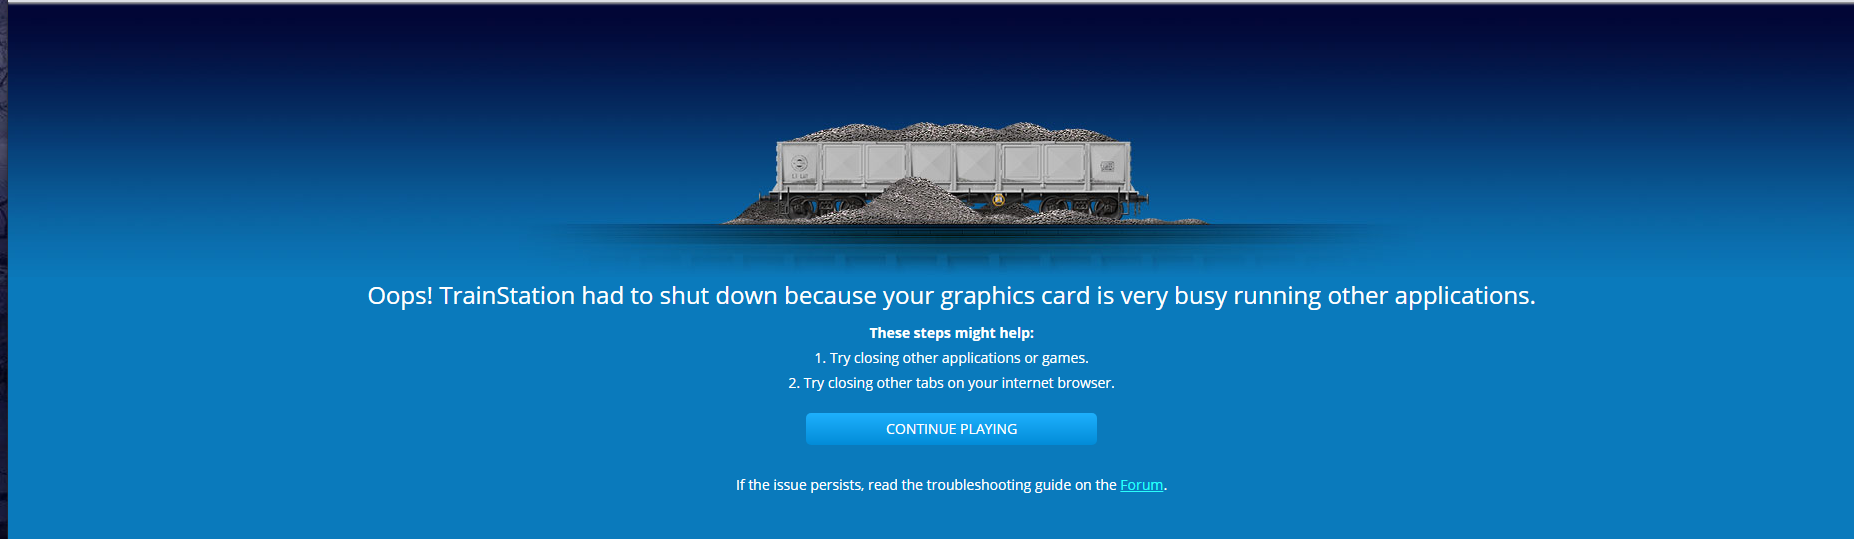 Oops! TrainStation had to shut down because your graphics card is very busy running other applications.
These steps might help:
1. Try closing other applications or games.
2. Try closing other tabs on your internet browser.
CONTINUE PLAYING
If the issue persists, read the troubleshooting guide on the Forum.